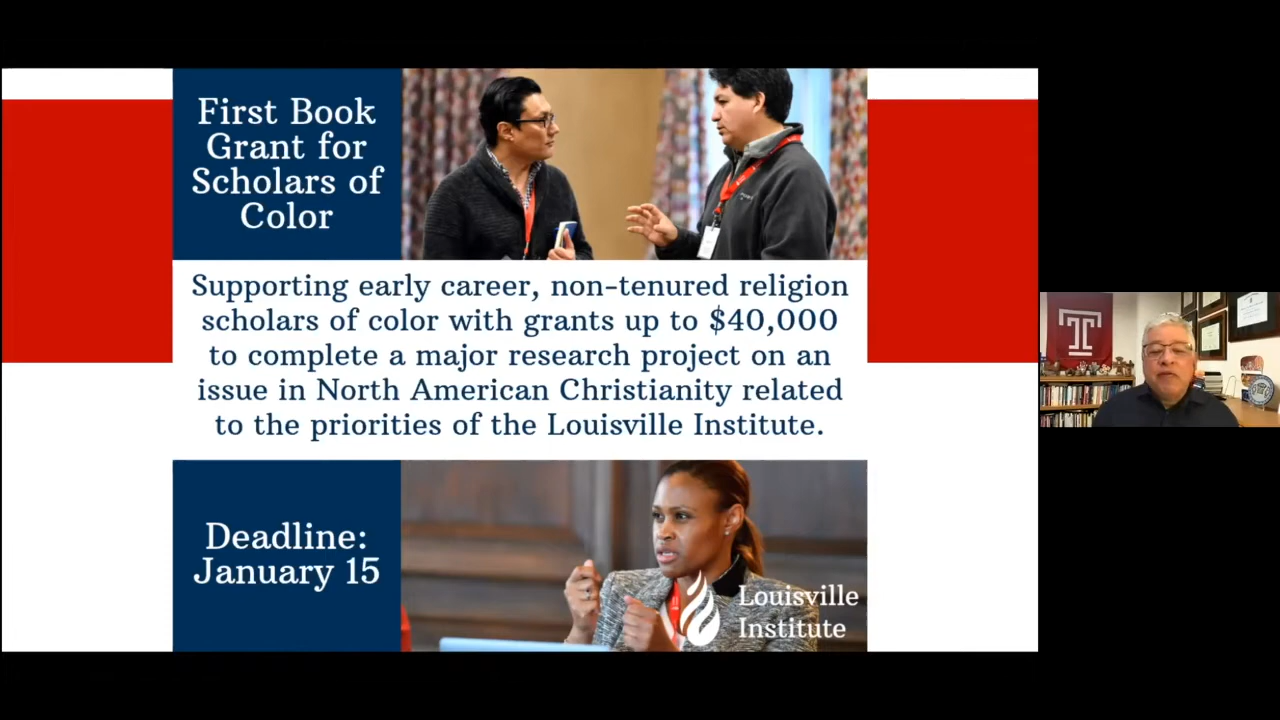 First Book
Grant for
Scholars of
Color
Supporting early career, non-tenured religion
scholars of color with grants up to $40,000
to complete a major research project on an
issue in North American Christianity related
to the priorities of the Louisville Institute.
Deadline:
January 15
Louisville
Institute